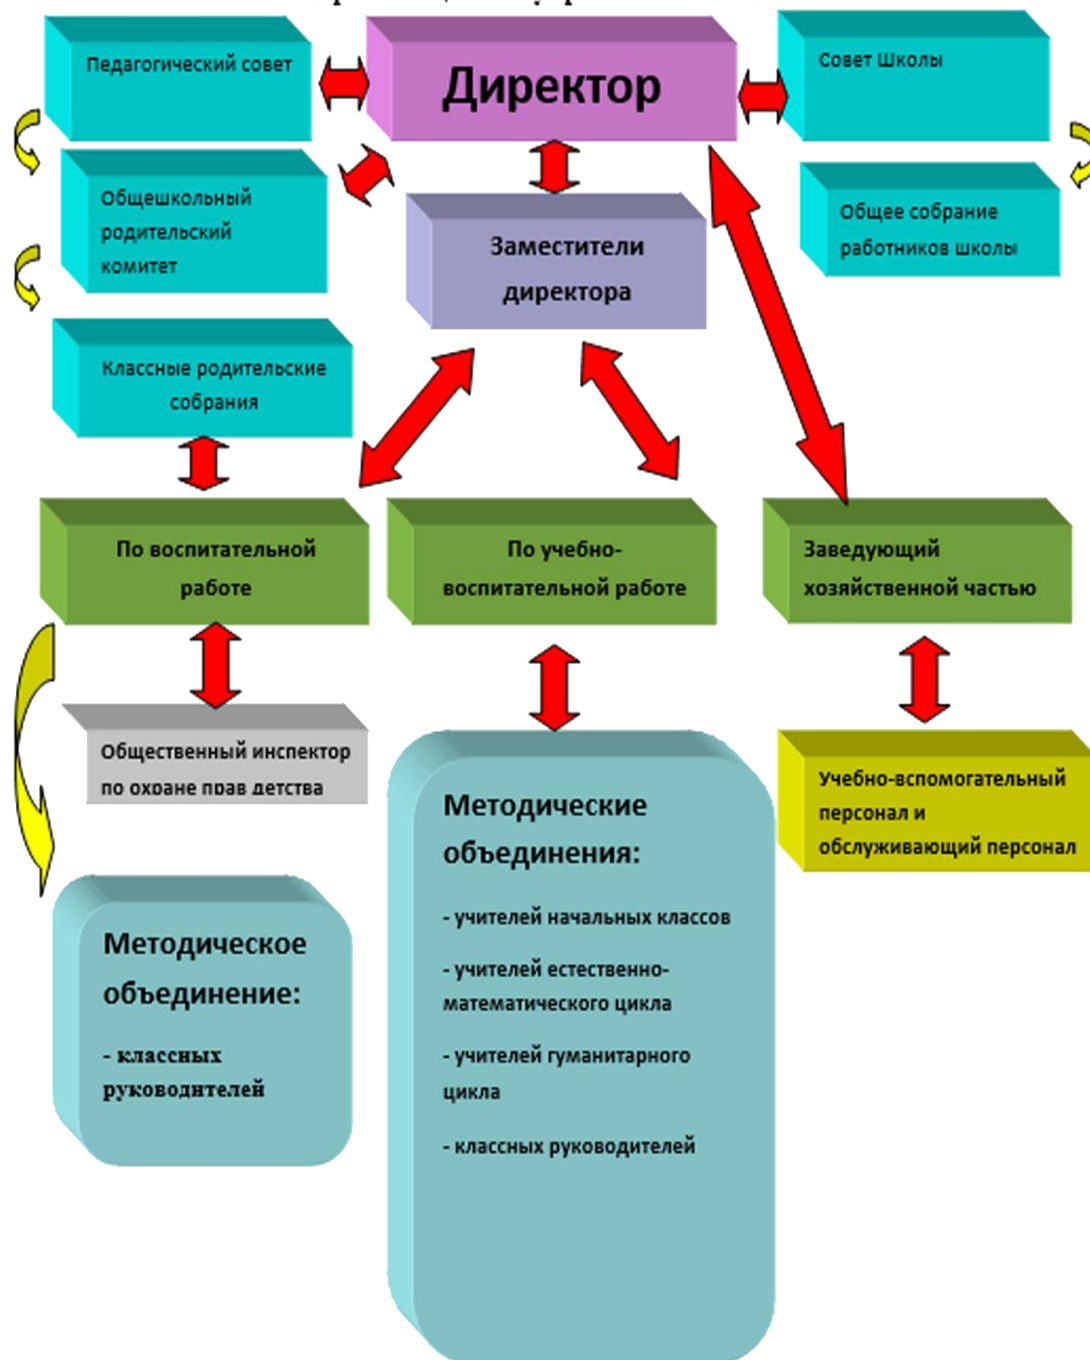 Педагогический совет
Директор
Совет Школы
Общешкольный
родительский
комитет
Заместители
директора
Общее собрание
работников школы
Классные родительские
собрания
По воспитательной
работе
По учебно-
воспитательной работе
Заведующий
хозяйственной частью
Общественный инспектор
по охране прав детства
Методические
объединения:
- учителей начальных классов
- учителей естественно-
математического цикла
- учителей гуманитарного
цикла
- классных руководителей
Учебно-вспомогательный
персонал и
обслуживающий персонал
Методическое
объединение:
- классных
руководителей